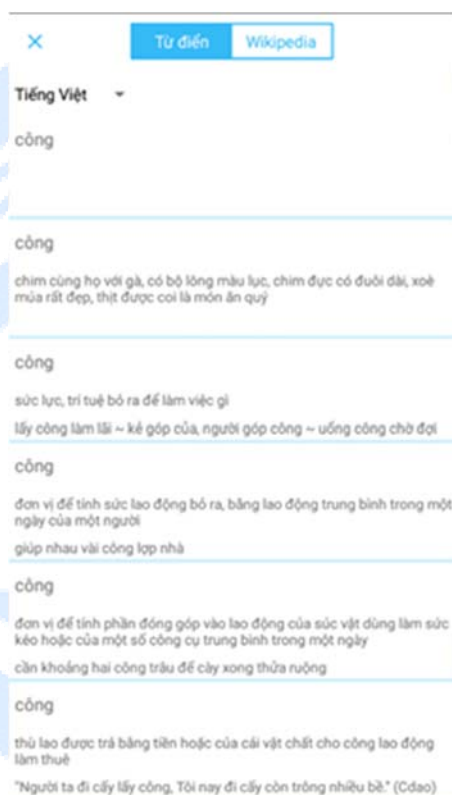 Từ điển Wikipedia
Tiếng Việt
công
công
chim cùng họ với gà, có bộ lông màu lục, chim đực có đuôi dài, xoè
múa rất đẹp, thịt được coi là món ăn quý
công
sức lực, trí tuệ bỏ ra để làm việc gì
lấy công làm lãi ~ kẻ góp của, người góp công ~ uống công chờ đợi
công
đơn vị để tính sức lao động bỏ ra, bằng lao động trung bình trong một
ngày của một người
giúp nhau vài công lợp nhà
công
đơn vị để tính phần đóng góp vào lao động của súc vật dùng làm sức
kéo hoặc của một số công cụ trung bình trong một ngày
cần khoảng hai công trâu để cày xong thửa ruộng
công
thù lao được trả bằng tiền hoặc của cái vật chất cho công lao động
làm thuê
"Người ta đi cấy lấy công, Tôi nay đi cấy còn trông nhiều bề." (Cdao)